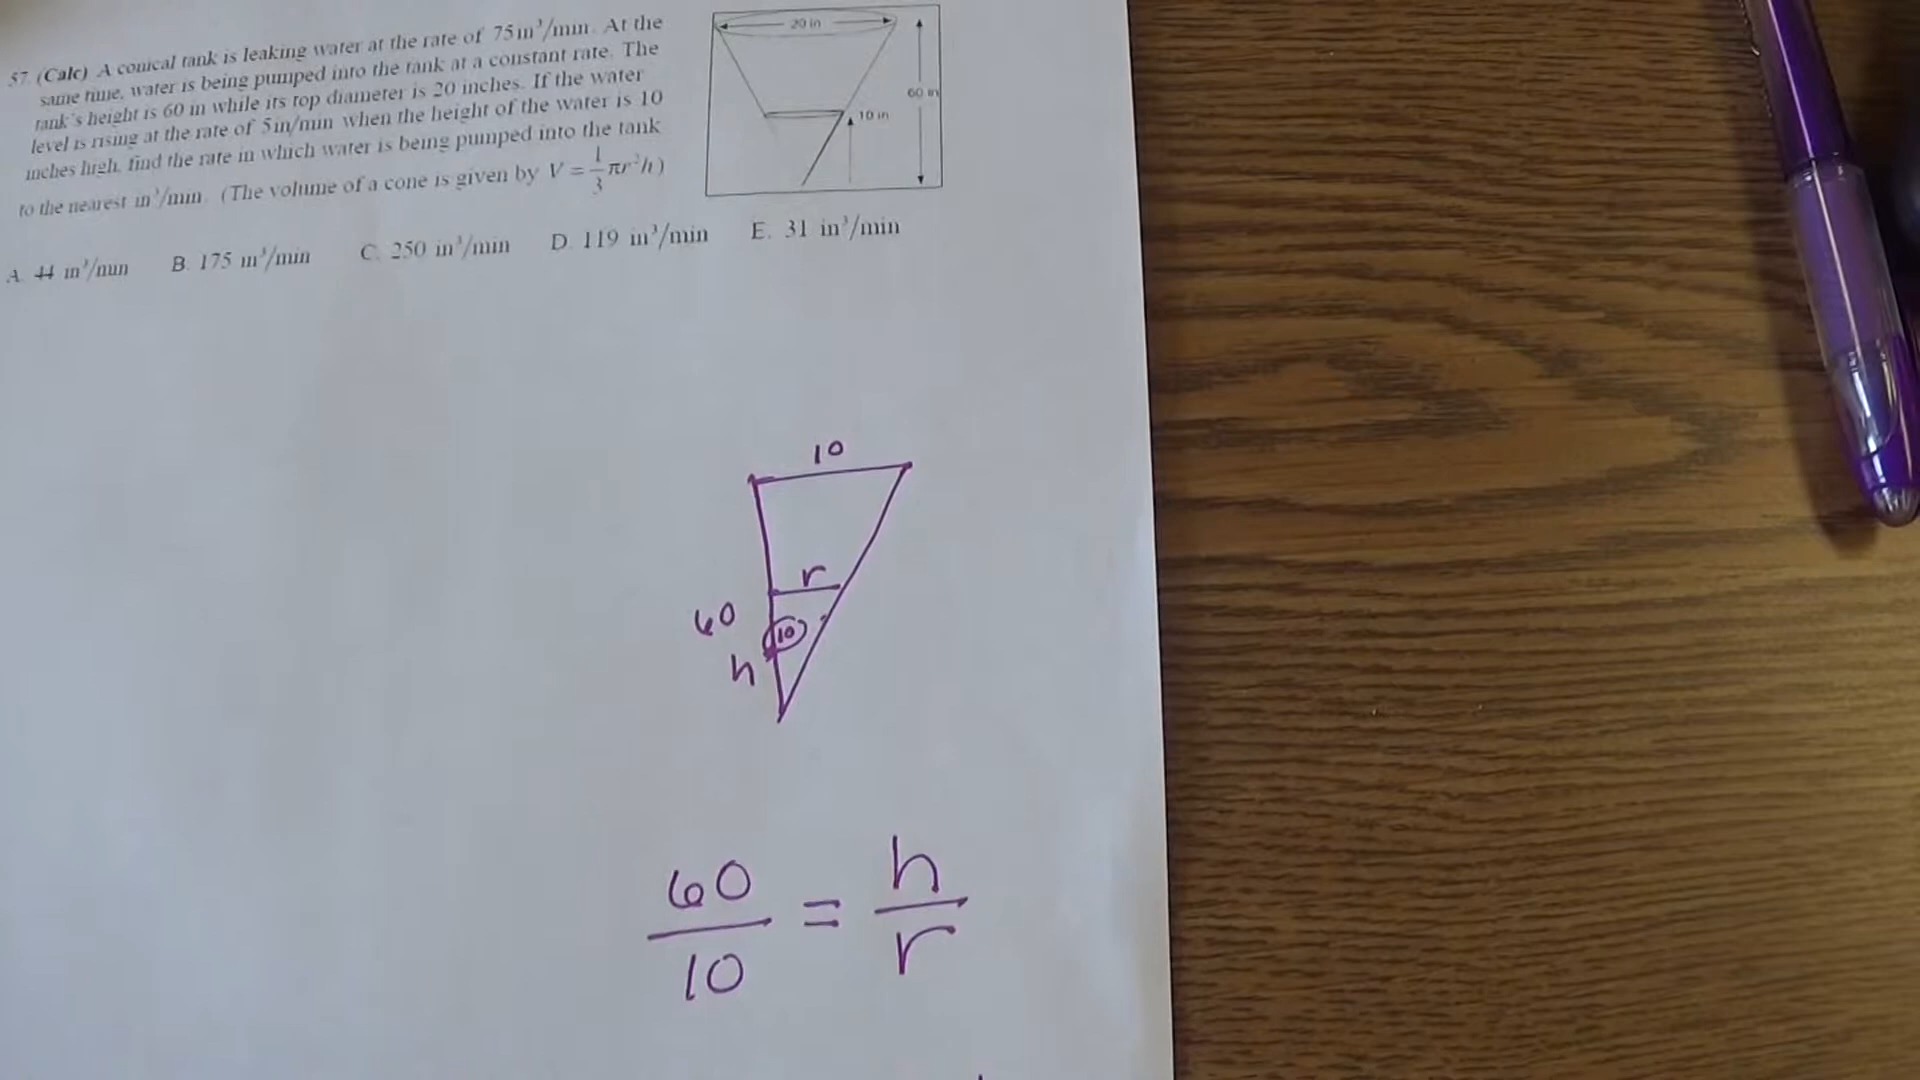 57. (Calc) A conical tank is leaking water at the rate of 75 in³/min. At the
same time, water is being pumped into the tank at a constant rate. The
tank's height is 60 in while its top diameter is 20 inches. If the water
level is rising at the rate of 5 in/min when the height of the water is 10
inches high, find the rate in which water is being pumped into the tank
to the nearest in³/min. (The volume of a cone is given by V = 1/3 πr²h)
20 in
60 in
10 in
A. 44 in³/min B. 175 in³/min C. 250 in³/min D. 119 in³/min E. 31 in³/min
10
r
60
10
h
60/10 = h/r